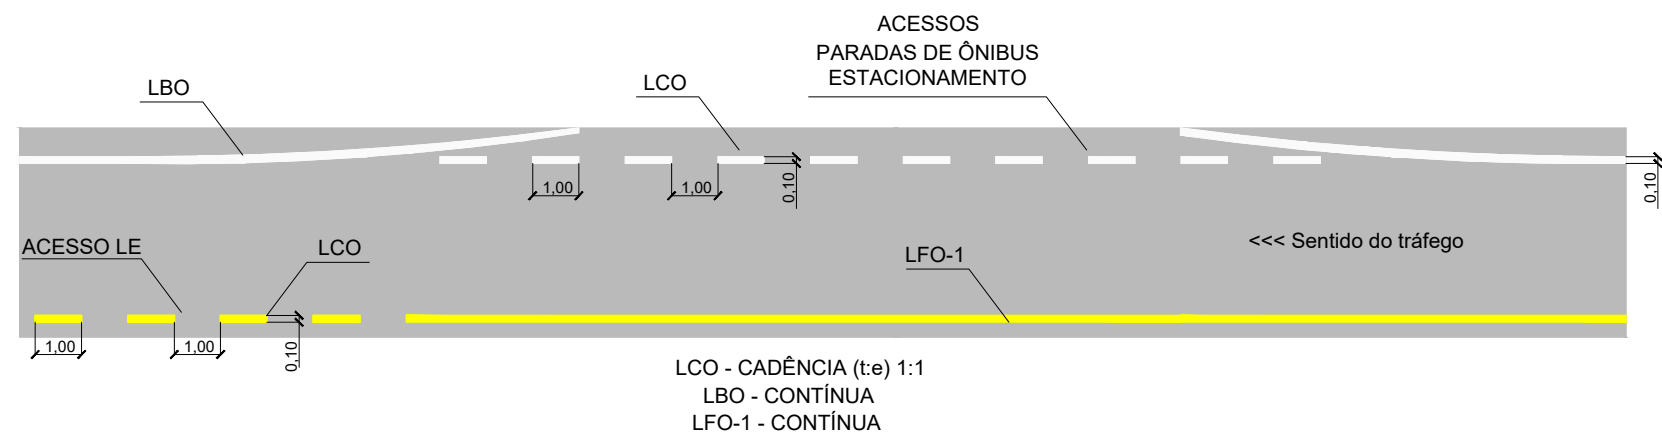 ACESSOS
PARADAS DE ÔNIBUS
ESTACIONAMENTO
LBO
LCO
1,00
1,00
0,10
0,10
ACESSO LE
LCO
LFO-1
<<< Sentido do tráfego
1,00
1,00
0,10
LCO - CADÊNCIA (t:e) 1:1
LBO - CONTÍNUA
LFO-1 - CONTÍNUA